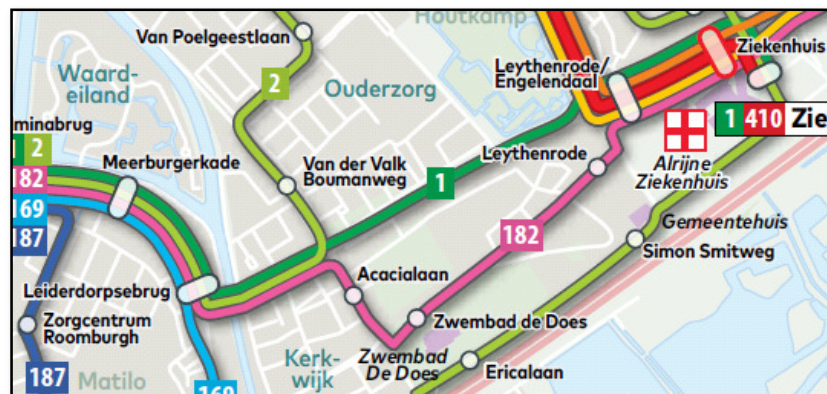 Houtkamp
Van Poelgeestlaan
Ziekenhuis
Leythenrode/
Engelendaal
Waard-
eiland
2
Ouderzorg
minabrug
1 410 Zie
2
Meerburgerkade
Leythenrode
Alrijne
Ziekenhuis
Van der Valk
Boumanweg
1
182
169
187
182
Gemeentehuis
Simon Smitweg
Leiderdorpsebrug
Acacialaan
Zorgcentrum
Roomburgh
Zwembad de Does
Kerk-
wijk
Zwembad
De Does
Ericalaan
187
Matilo
169